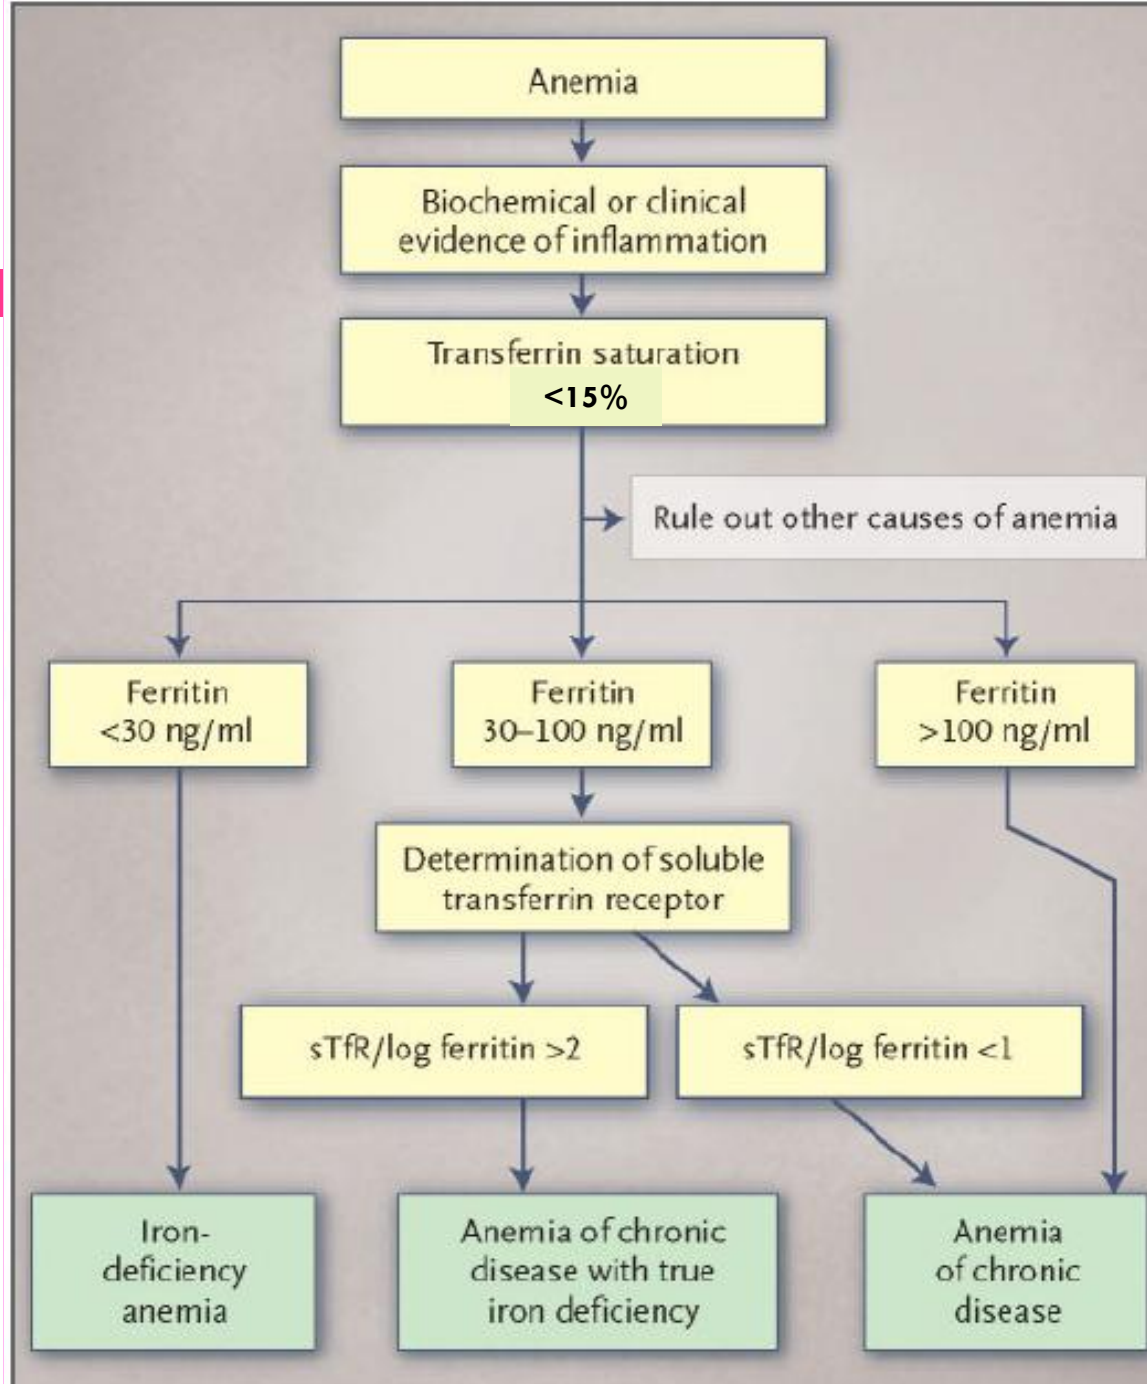 Anemia
Biochemical or clinical
evidence of inflammation
Transferrin saturation
<15%
Rule out other causes of anemia
Ferritin
<30 ng/ml
Ferritin
30–100 ng/ml
Ferritin
>100 ng/ml
Determination of soluble
transferrin receptor
sTfR/log ferritin >2
sTfR/log ferritin <1
Iron-
deficiency
anemia
Anemia of chronic
disease with true
iron deficiency
Anemia
of chronic
disease